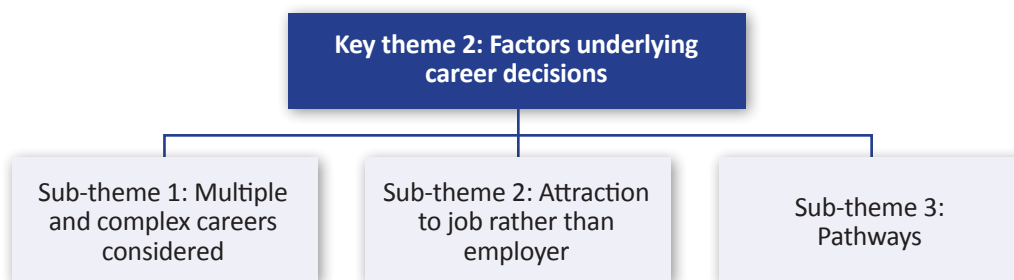 Key theme 2: Factors underlying
career decisions
Sub-theme 1: Multiple
and complex careers
considered
Sub-theme 2: Attraction
to job rather than
employer
Sub-theme 3:
Pathways